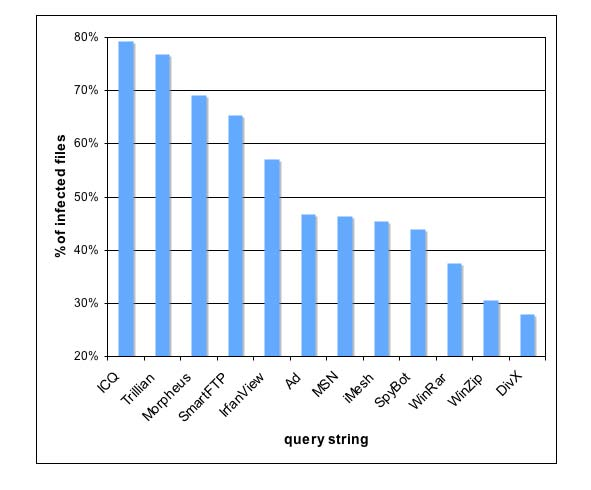 80%
70%
60%
50%
40%
30%
20%
% of infected files
ICQ
Trillian
Morpheus
SmartFTP
IrfanView
Ad
MSN
iMesh
SpyBot
WinRar
WinZip
DivX
query string